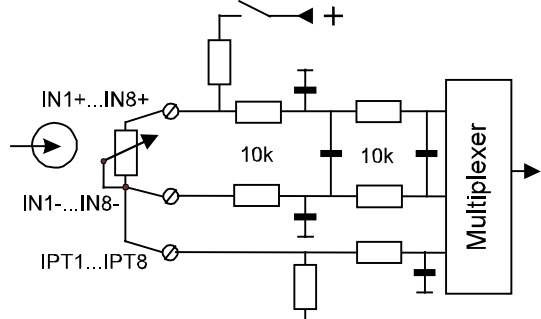 +
IN1+...IN8+
10k 10k
IN1-...IN8-
IPT1...IPT8
Multiplexer